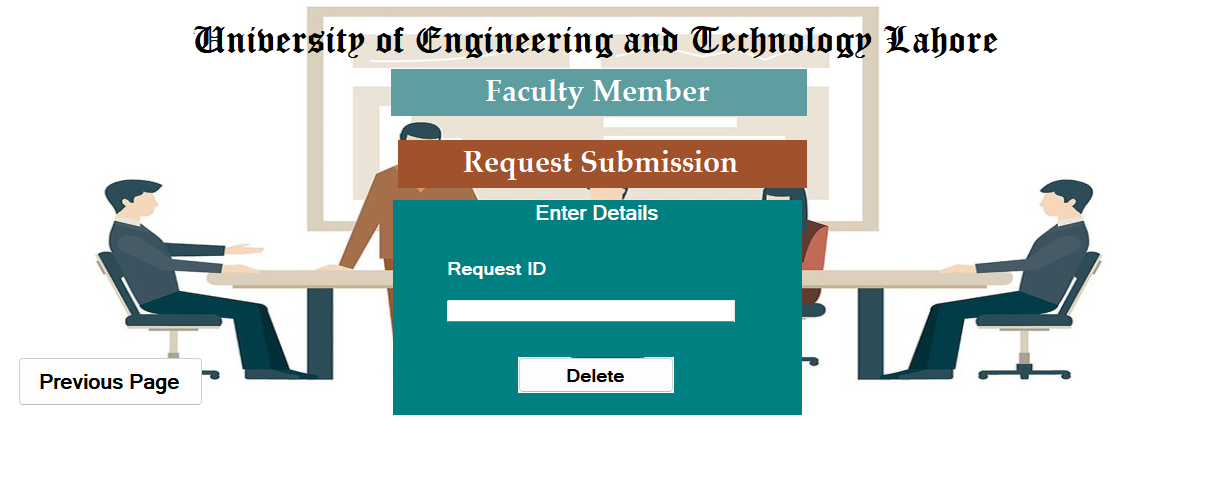 University of Engineering and Technology Lahore
Faculty Member
Request Submission
Enter Details
Request ID
Delete
Previous Page